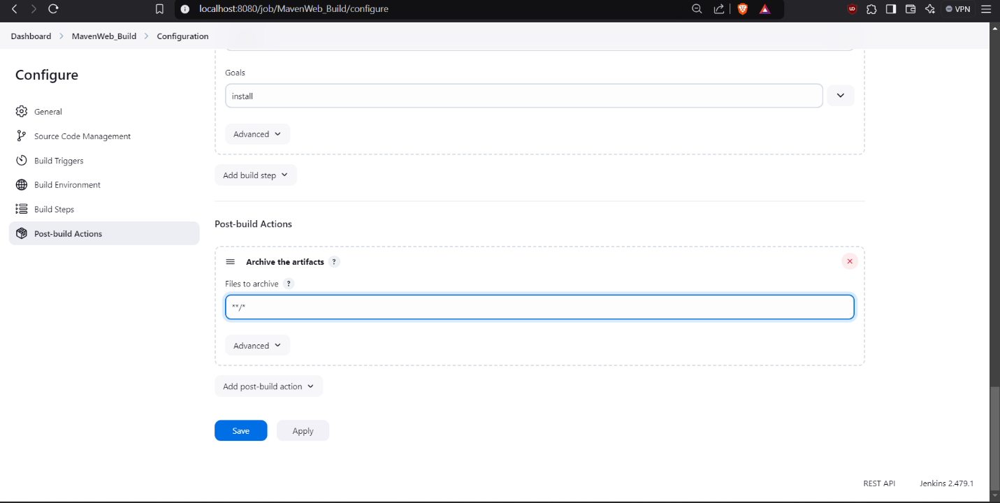 localhost:8080/job/MavenWeb_Build/configure
VPN
Dashboard > MavenWeb_Build > Configuration
Configure
General
Source Code Management
Build Triggers
Build Environment
Build Steps
Post-build Actions
Goals
install
Advanced
Add build step
Post-build Actions
Archive the artifacts ?
Files to archive ?
**/*
Advanced
Add post-build action
Save Apply
REST API Jenkins 2.479.1